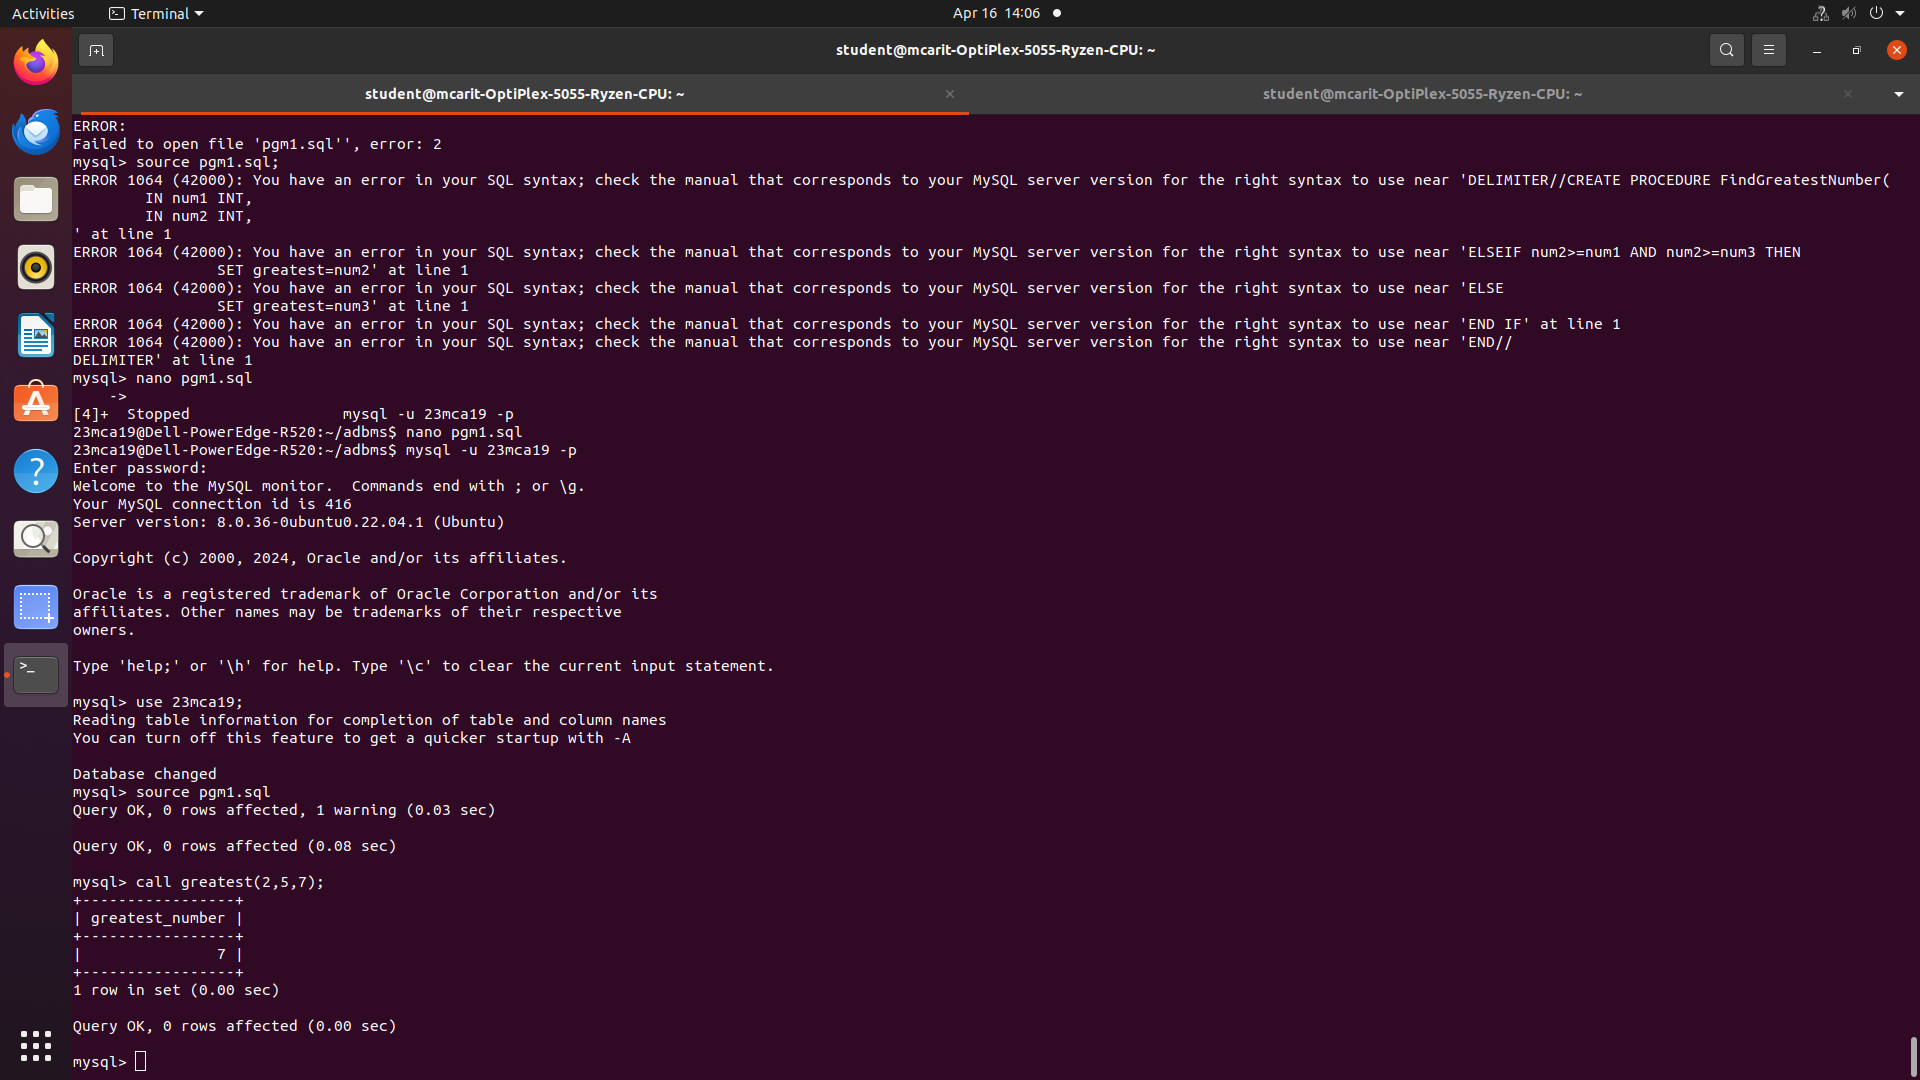 Activities
Terminal
Apr 16 14:06
student@mcarit-OptiPlex-5055-Ryzen-CPU: ~
student@mcarit-OptiPlex-5055-Ryzen-CPU: ~
student@mcarit-OptiPlex-5055-Ryzen-CPU: ~
ERROR:
Failed to open file 'pgm1.sql'', error: 2
mysql> source pgm1.sql;
ERROR 1064 (42000): You have an error in your SQL syntax; check the manual that corresponds to your MySQL server version for the right syntax to use near 'DELIMITER//CREATE PROCEDURE FindGreatestNumber(
        IN num1 INT,
        IN num2 INT,
' at line 1
ERROR 1064 (42000): You have an error in your SQL syntax; check the manual that corresponds to your MySQL server version for the right syntax to use near 'ELSEIF num2>=num1 AND num2>=num3 THEN
                SET greatest=num2' at line 1
ERROR 1064 (42000): You have an error in your SQL syntax; check the manual that corresponds to your MySQL server version for the right syntax to use near 'ELSE
                SET greatest=num3' at line 1
ERROR 1064 (42000): You have an error in your SQL syntax; check the manual that corresponds to your MySQL server version for the right syntax to use near 'END IF' at line 1
ERROR 1064 (42000): You have an error in your SQL syntax; check the manual that corresponds to your MySQL server version for the right syntax to use near 'END//
DELIMITER' at line 1
mysql> nano pgm1.sql
    ->
[4]+  Stopped                 mysql -u 23mca19 -p
23mca19@Dell-PowerEdge-R520:~/adbms$ nano pgm1.sql
23mca19@Dell-PowerEdge-R520:~/adbms$ mysql -u 23mca19 -p
Enter password:
Welcome to the MySQL monitor.  Commands end with ; or \g.
Your MySQL connection id is 416
Server version: 8.0.36-0ubuntu0.22.04.1 (Ubuntu)

Copyright (c) 2000, 2024, Oracle and/or its affiliates.

Oracle is a registered trademark of Oracle Corporation and/or its
affiliates. Other names may be trademarks of their respective
owners.

Type 'help;' or '\h' for help. Type '\c' to clear the current input statement.

mysql> use 23mca19;
Reading table information for completion of table and column names
You can turn off this feature to get a quicker startup with -A

Database changed
mysql> source pgm1.sql
Query OK, 0 rows affected, 1 warning (0.03 sec)

Query OK, 0 rows affected (0.08 sec)

mysql> call greatest(2,5,7);
+-----------------+
| greatest_number |
+-----------------+
|               7 |
+-----------------+
1 row in set (0.00 sec)

Query OK, 0 rows affected (0.00 sec)

mysql>